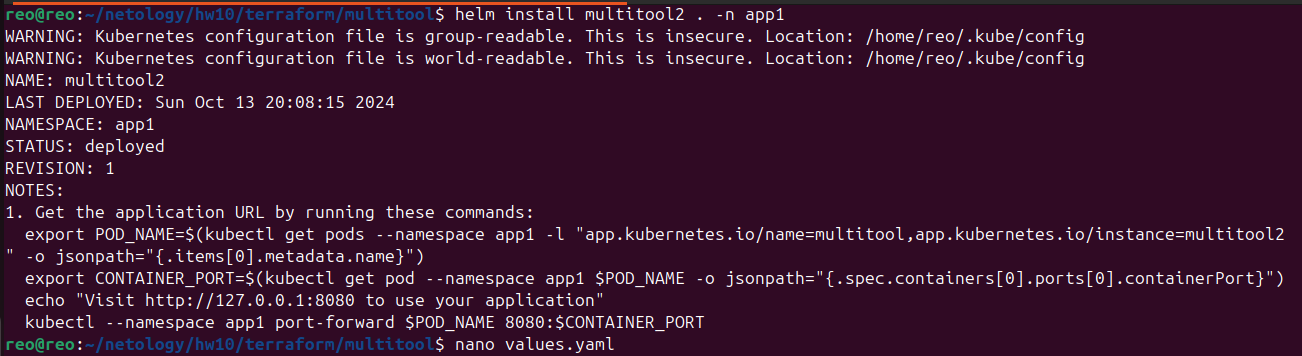 reo@reo:~/netology/hw10/terraform/multitool$ helm install multitool2 . -n app1
WARNING: Kubernetes configuration file is group-readable. This is insecure. Location: /home/reo/.kube/config
WARNING: Kubernetes configuration file is world-readable. This is insecure. Location: /home/reo/.kube/config
NAME: multitool2
LAST DEPLOYED: Sun Oct 13 20:08:15 2024
NAMESPACE: app1
STATUS: deployed
REVISION: 1
NOTES:
1. Get the application URL by running these commands:
  export POD_NAME=$(kubectl get pods --namespace app1 -l "app.kubernetes.io/name=multitool,app.kubernetes.io/instance=multitool2
" -o jsonpath="{.items[0].metadata.name}")
  export CONTAINER_PORT=$(kubectl get pod --namespace app1 $POD_NAME -o jsonpath="{.spec.containers[0].ports[0].containerPort}")
  echo "Visit http://127.0.0.1:8080 to use your application"
  kubectl --namespace app1 port-forward $POD_NAME 8080:$CONTAINER_PORT
reo@reo:~/netology/hw10/terraform/multitool$ nano values.yaml